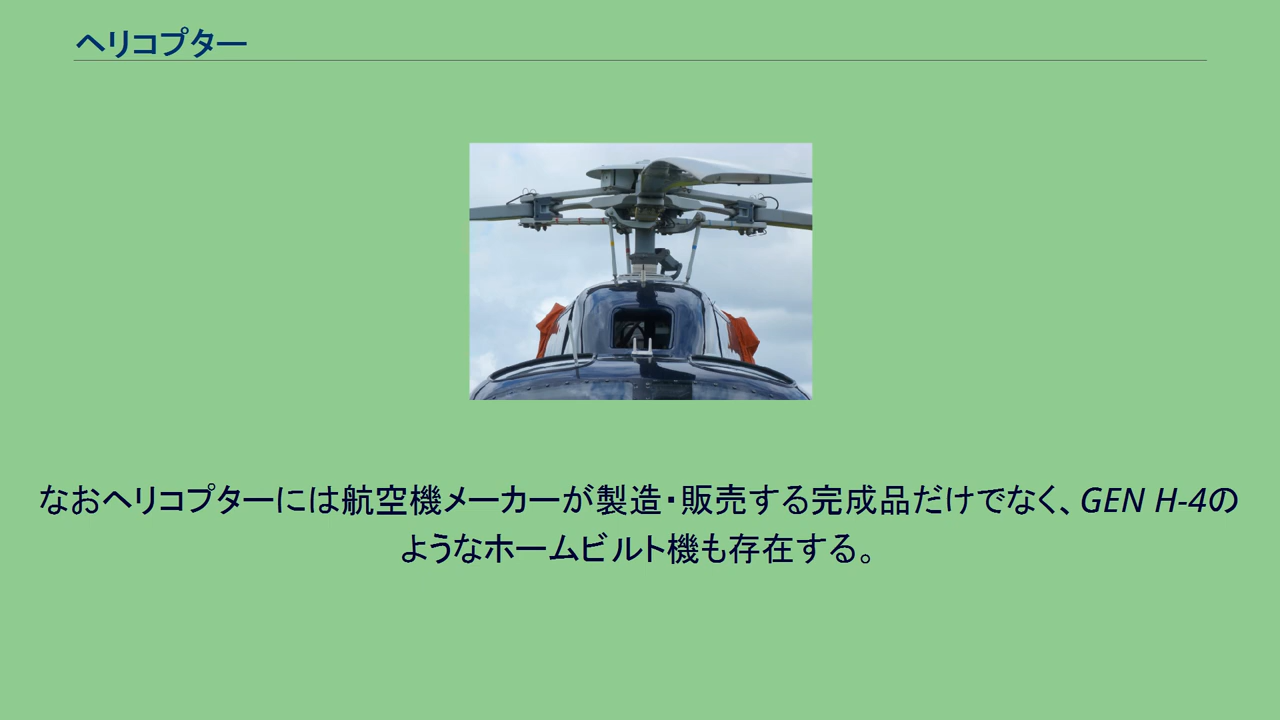 ヘリコプター
なおヘリコプターには航空機メーカーが製造・販売する完成品だけでなく、GEN H-4の
ようなホームビルト機も存在する。